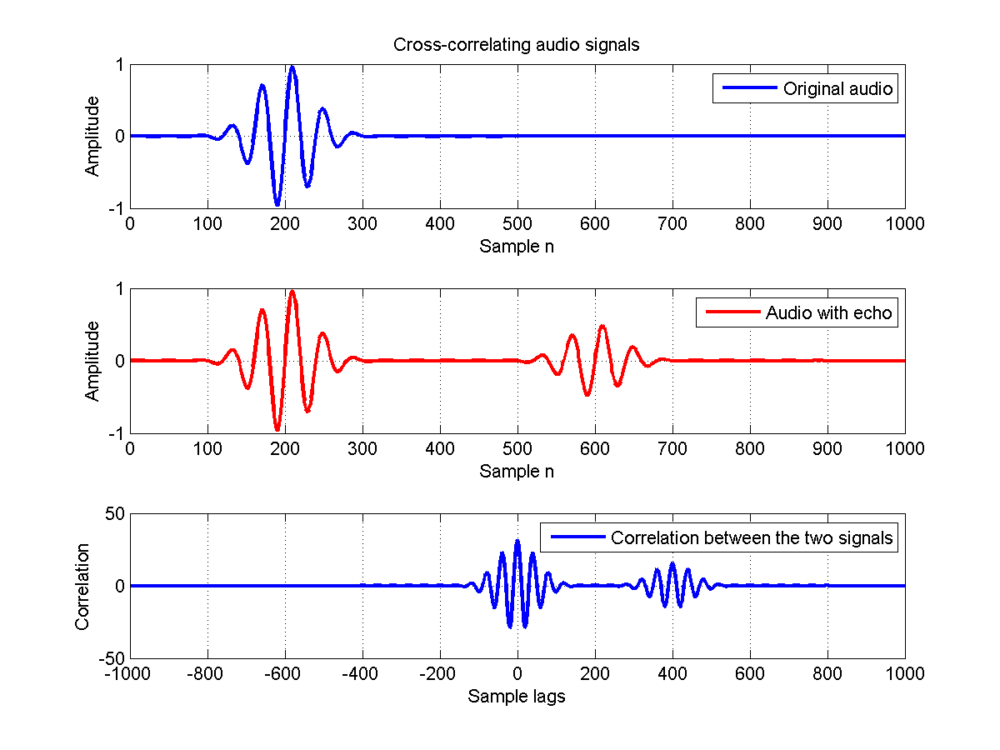 Cross-correlating audio signals
Original audio
Amplitude
1
0
-1
0 100 200 300 400 500 600 700 800 900 1000
Sample n
Audio with echo
Amplitude
1
0
-1
0 100 200 300 400 500 600 700 800 900 1000
Sample n
Correlation between the two signals
Correlation
50
0
-50
-1000 -800 -600 -400 -200 0 200 400 600 800 1000
Sample lags